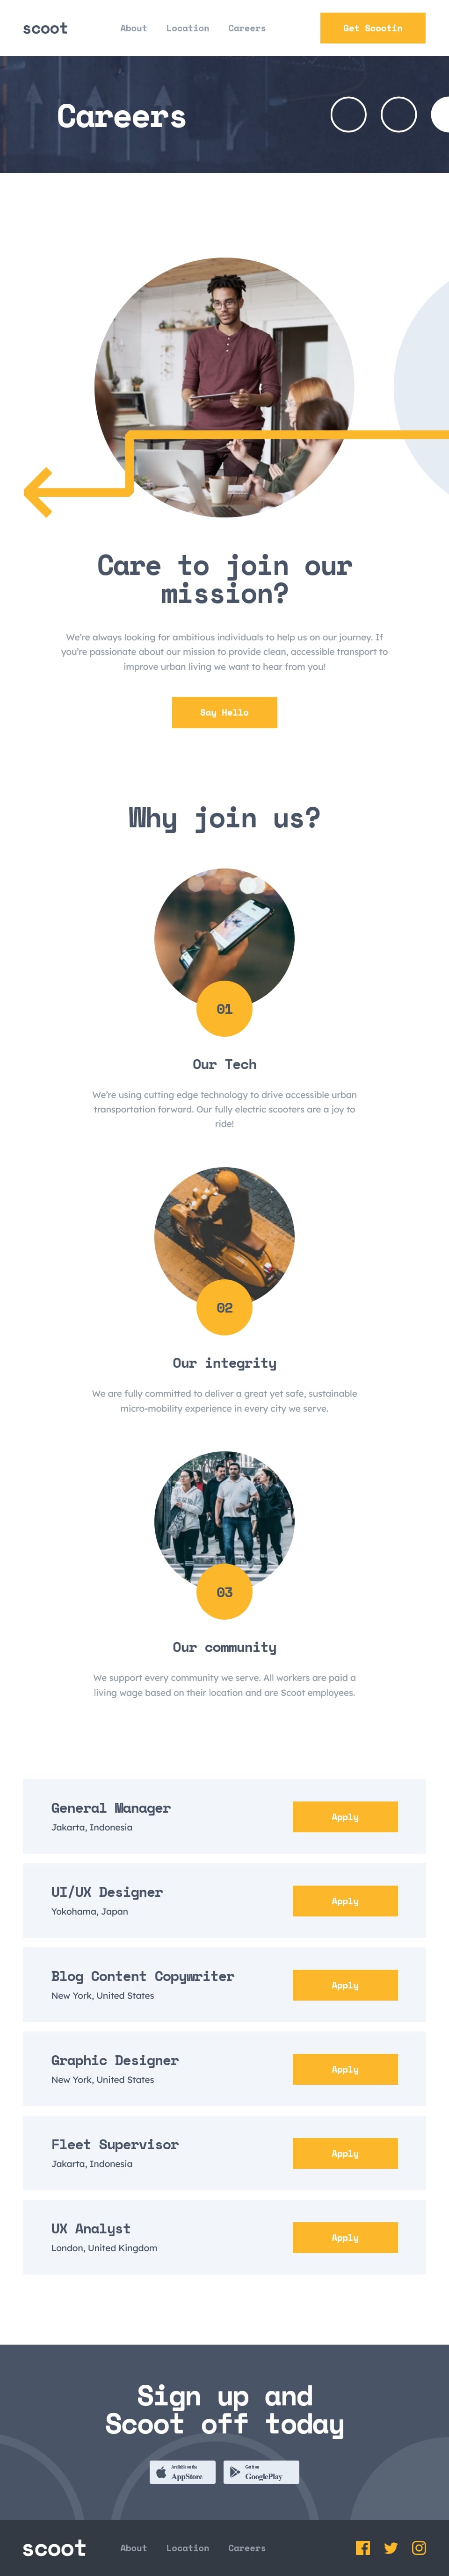 scoot
About Location Careers
Get Scootin
Careers
Care to join our
mission?
We're always looking for ambitious individuals to help us on our journey. If
you're passionate about our mission to provide clean, accessible transport to
improve urban living we want to hear from you!
Say Hello
Why join us?
01
Our Tech
We're using cutting edge technology to drive accessible urban
transportation forward. Our fully electric scooters are a joy to
ride!
02
Our integrity
We are fully committed to deliver a great yet safe, sustainable
micro-mobility experience in every city we serve.
03
Our community
We support every community we serve. All workers are paid a
living wage based on their location and are Scoot employees.
General Manager
Jakarta, Indonesia
Apply
UI/UX Designer
Yokohama, Japan
Apply
Blog Content Copywriter
New York, United States
Apply
Graphic Designer
New York, United States
Apply
Fleet Supervisor
Jakarta, Indonesia
Apply
UX Analyst
London, United Kingdom
Apply
Sign up and
Scoot off today
Available on the
AppStore
Get it on
GooglePlay
scoot
About Location Careers